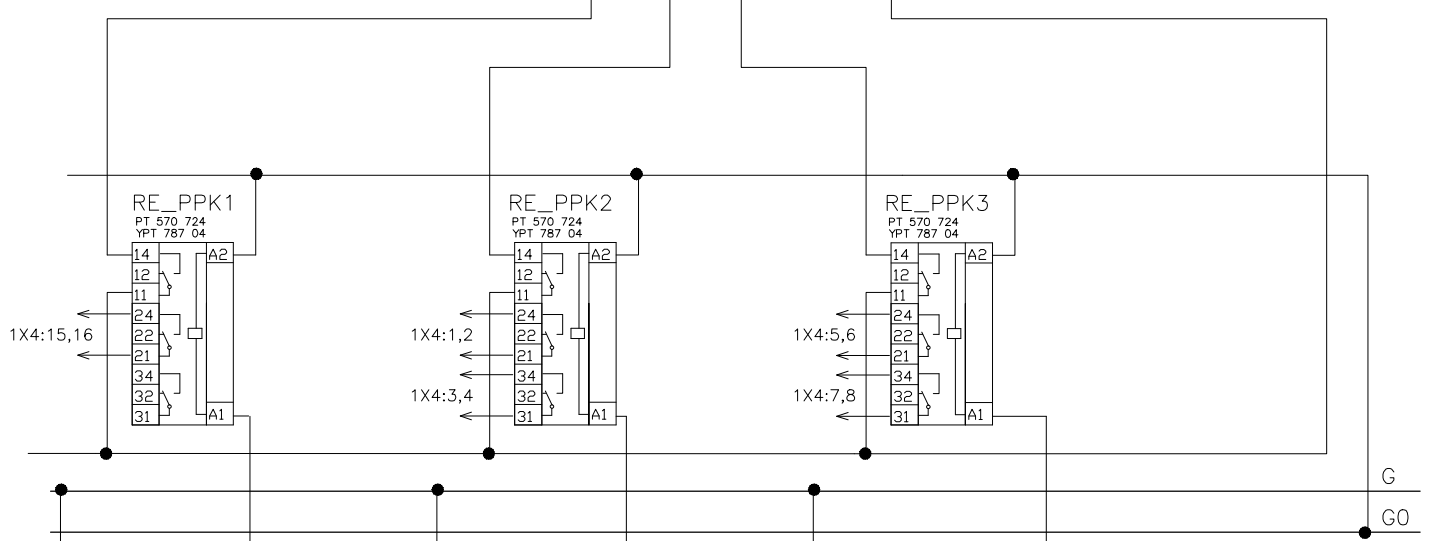 RE_PPK1
PT 570 724
YPT 787 04
14
A2
12
11
24
1X4:15,16
22
21
34
32
31
A1
RE_PPK2
PT 570 724
YPT 787 04
14
A2
12
11
24
1X4:1,2
22
21
34
1X4:3,4
32
31
A1
RE_PPK3
PT 570 724
YPT 787 04
14
A2
12
11
24
1X4:5,6
22
21
34
1X4:7,8
32
31
A1
G
G0